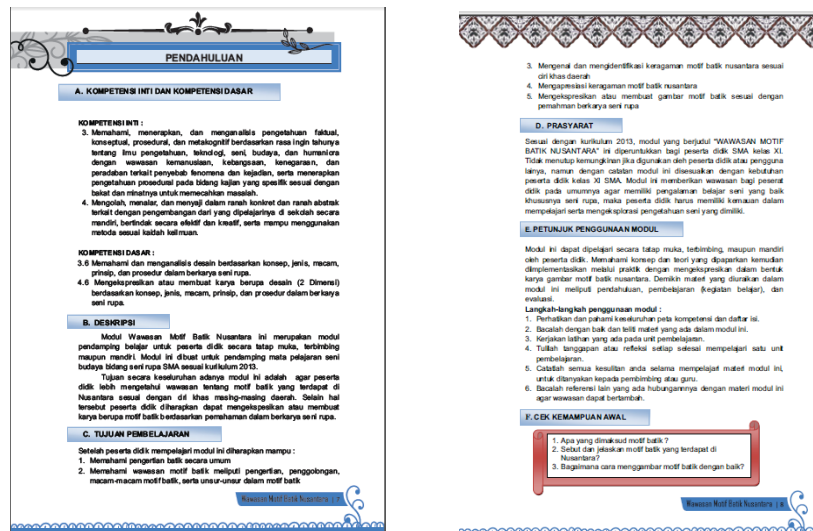 PENDAHULUAN
A. KOMPETENSI INTI DAN KOMPETENSI DASAR
KOMPETENSI INTI :
3. Memahami, menerapkan, dan menganalisis pengetahuan faktual,
konseptual, prosedural, dan metakognitif berdasarkan rasa ingin tahunya
tentang ilmu pengetahuan, teknologi, seni, budaya, dan humaniora
dengan wawasan kemanusiaan, kebangsaan, kenegaraan, dan
peradaban terkait penyebab fenomena dan kejadian, serta menerapkan
pengetahuan prosedural pada bidang kajian yang spesifik sesuai dengan
bakat dan minatnya untuk memecahkan masalah.
4. Mengolah, menalar, dan menyaji dalam ranah konkret dan ranah abstrak
terkait dengan pengembangan dari yang dipelajarinya di sekolah secara
mandiri, bertindak secara efektif dan kreatif, serta mampu menggunakan
metoda sesuai kaidah keilmuan.
KOMPETENSI DASAR :
3.6 Memahami dan menganalisis desain berdasarkan konsep, jenis, macam,
prinsip, dan prosedur dalam berkarya seni rupa.
4.6 Mengekspresikan atau membuat karya berupa desain (2 Dimensi)
berdasarkan konsep, jenis, macam, prinsip, dan prosedur dalam berkarya
seni rupa.
B. DESKRIPSI
Modul Wawasan Motif Batik Nusantara ini merupakan modul
pendamping belajar untuk peserta didik secara tatap muka, terbinbing
maupun mandiri. Modul ini dibuat untuk pendamping mata pelajaran seni
budaya bidang seni rupa SMA sesuai kurikulum 2013.
Tujuan secara keseluruhan adanya modul ini adalah agar peserta
didik lebih mengetahui wawasan tentang motif batik yang terdapat di
Nusantara sesuai dengan ciri khas masing-masing daerah. Selain hal
tersebut peserta didik diharapkan dapat mengekspesikan atau membuat
karya berupa motif batik berdasarkan pemahaman dalam berkarya seni rupa.
C. TUJUAN PEMBELAJARAN
Setelah peserta didik mempelajari modul ini diharapkan mampu :
1. Memahami pengertian batik secara umum
2. Memahami wawasan motif batik meliputi pengertian, penggolongan,
macam-macam motif batik, serta unsur-unsur dalam motif batik
Wawasan Motif Batik Nusantara | 7
3. Mengenai dan mengidentifikasi keragaman motif batik nusantara sesuai
ciri khas daerah
4. Mengapresiasi keragaman motif batik nusantara
5. Mengekspresikan atau membuat gambar motif batik sesuai dengan
pemahman berkarya seni rupa
D. PRASYARAT
Sesuai dengan kurikulum 2013, modul yang berjudul "WAWASAN MOTIF
BATIK NUSANTARA" ini diperuntukkan bagi peserta didik SMA kelas XI.
Tidak menutup kemungkinan jika digunakan oleh peserta didik atau pengguna
lainya, namun dengan catatan modul ini disesuaikan dengan kebutuhan
peserta didik kelas XI SMA. Modul ini memberikan wawasan bagi peserat
didik pada umumnya agar memiliki pengalaman belajar seni yang baik
khususnya seni rupa, maka peserta didik harus memiliki kemauan dalam
mempelajari serta mengeksplorasi pengetahuan seni yang dimiliki.
E. PETUNJUK PENGGUNAAN MODUL
Modul ini dapat dipelajari secara tatap muka, terbimbing, maupun mandiri
oleh peserta didik. Memahami konsep dan teori yang dipaparkan kemudian
diimplementasikan melalui praktik dengan mengekspresikan dalam bentuk
karya gambar motif batik nusantara. Demikin materi yang diuraikan dalam
modul ini meliputi pendahuluan, pembelajaran (kegiatan belajar), dan
evaluasi.
Langkah-langkah penggunaan modul :
1. Perhatikan dan pahami keseluruhan peta kompetensi dan daftar isi.
2. Bacalah dengan baik dan teliti materi yang ada dalam modul ini.
3. Kerjakan latihan yang ada pada unit pembelajaran.
4. Tulilah tanggapan atau refleksi setiap selesai mempelajari satu unit
pembelajaran.
5. Catatlah semua kesulitan anda selama mempelajari materi modul ini,
untuk ditanyakan kepada pembimbing atau guru.
6. Bacalah referensi lain yang ada hubungannnya dengan materi modul ini
agar wawasan dapat bertambah.
F. CEK KEMAMPUAN AWAL
1. Apa yang dimaksud motif batik ?
2. Sebut dan jelaskan motif batik yang terdapat di
Nusantara?
3. Bagaimana cara menggambar motif batik dengan baik?
Wawasan Motif Batik Nusantara | 8